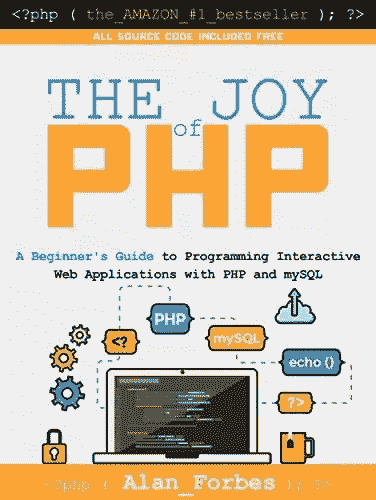 <?php ( the_AMAZON_#1_bestseller ); ?>
ALL SOURCE CODE INCLUDED FREE
THE JOY
of
PHP
A Beginner's Guide to Programming Interactive
Web Applications with PHP and mySQL
PHP
<?
mySQL
echo ()
?>
<?php ( Alan Forbes ); ?>